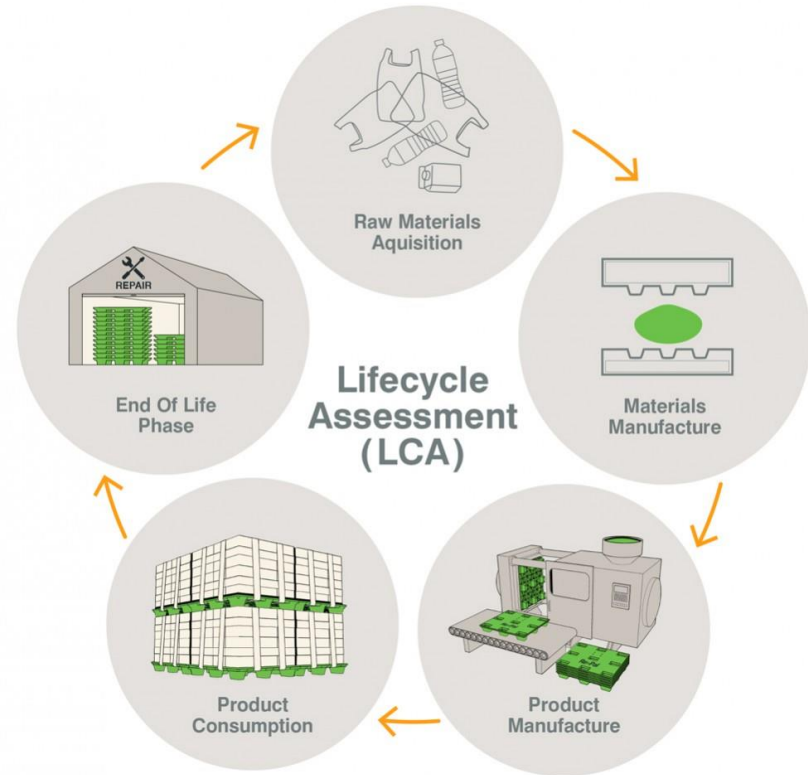 Raw Materials
Aquisition
REPAIR
End Of Life
Phase
Lifecycle
Assessment
(LCA)
Materials
Manufacture
Product
Consumption
Product
Manufacture